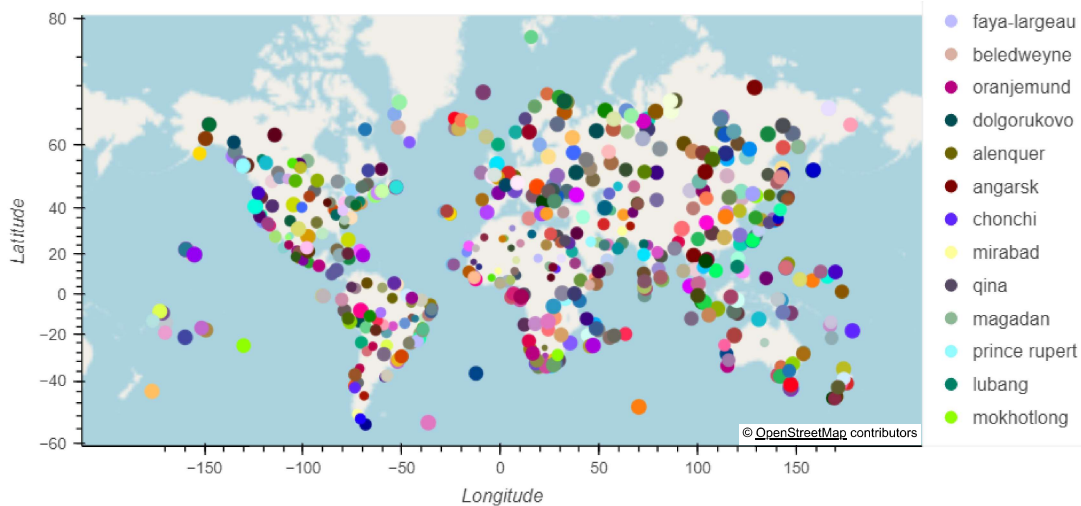 80
60
40
20
0
−20
−40
−60
Latitude
−150
−100
−50
0
50
100
150
Longitude
© OpenStreetMap contributors
faya-largeau
beledweyne
oranjemund
dolgorukovo
alenquer
angarsk
chonchi
mirabad
qina
magadan
prince rupert
lubang
mokhotlong